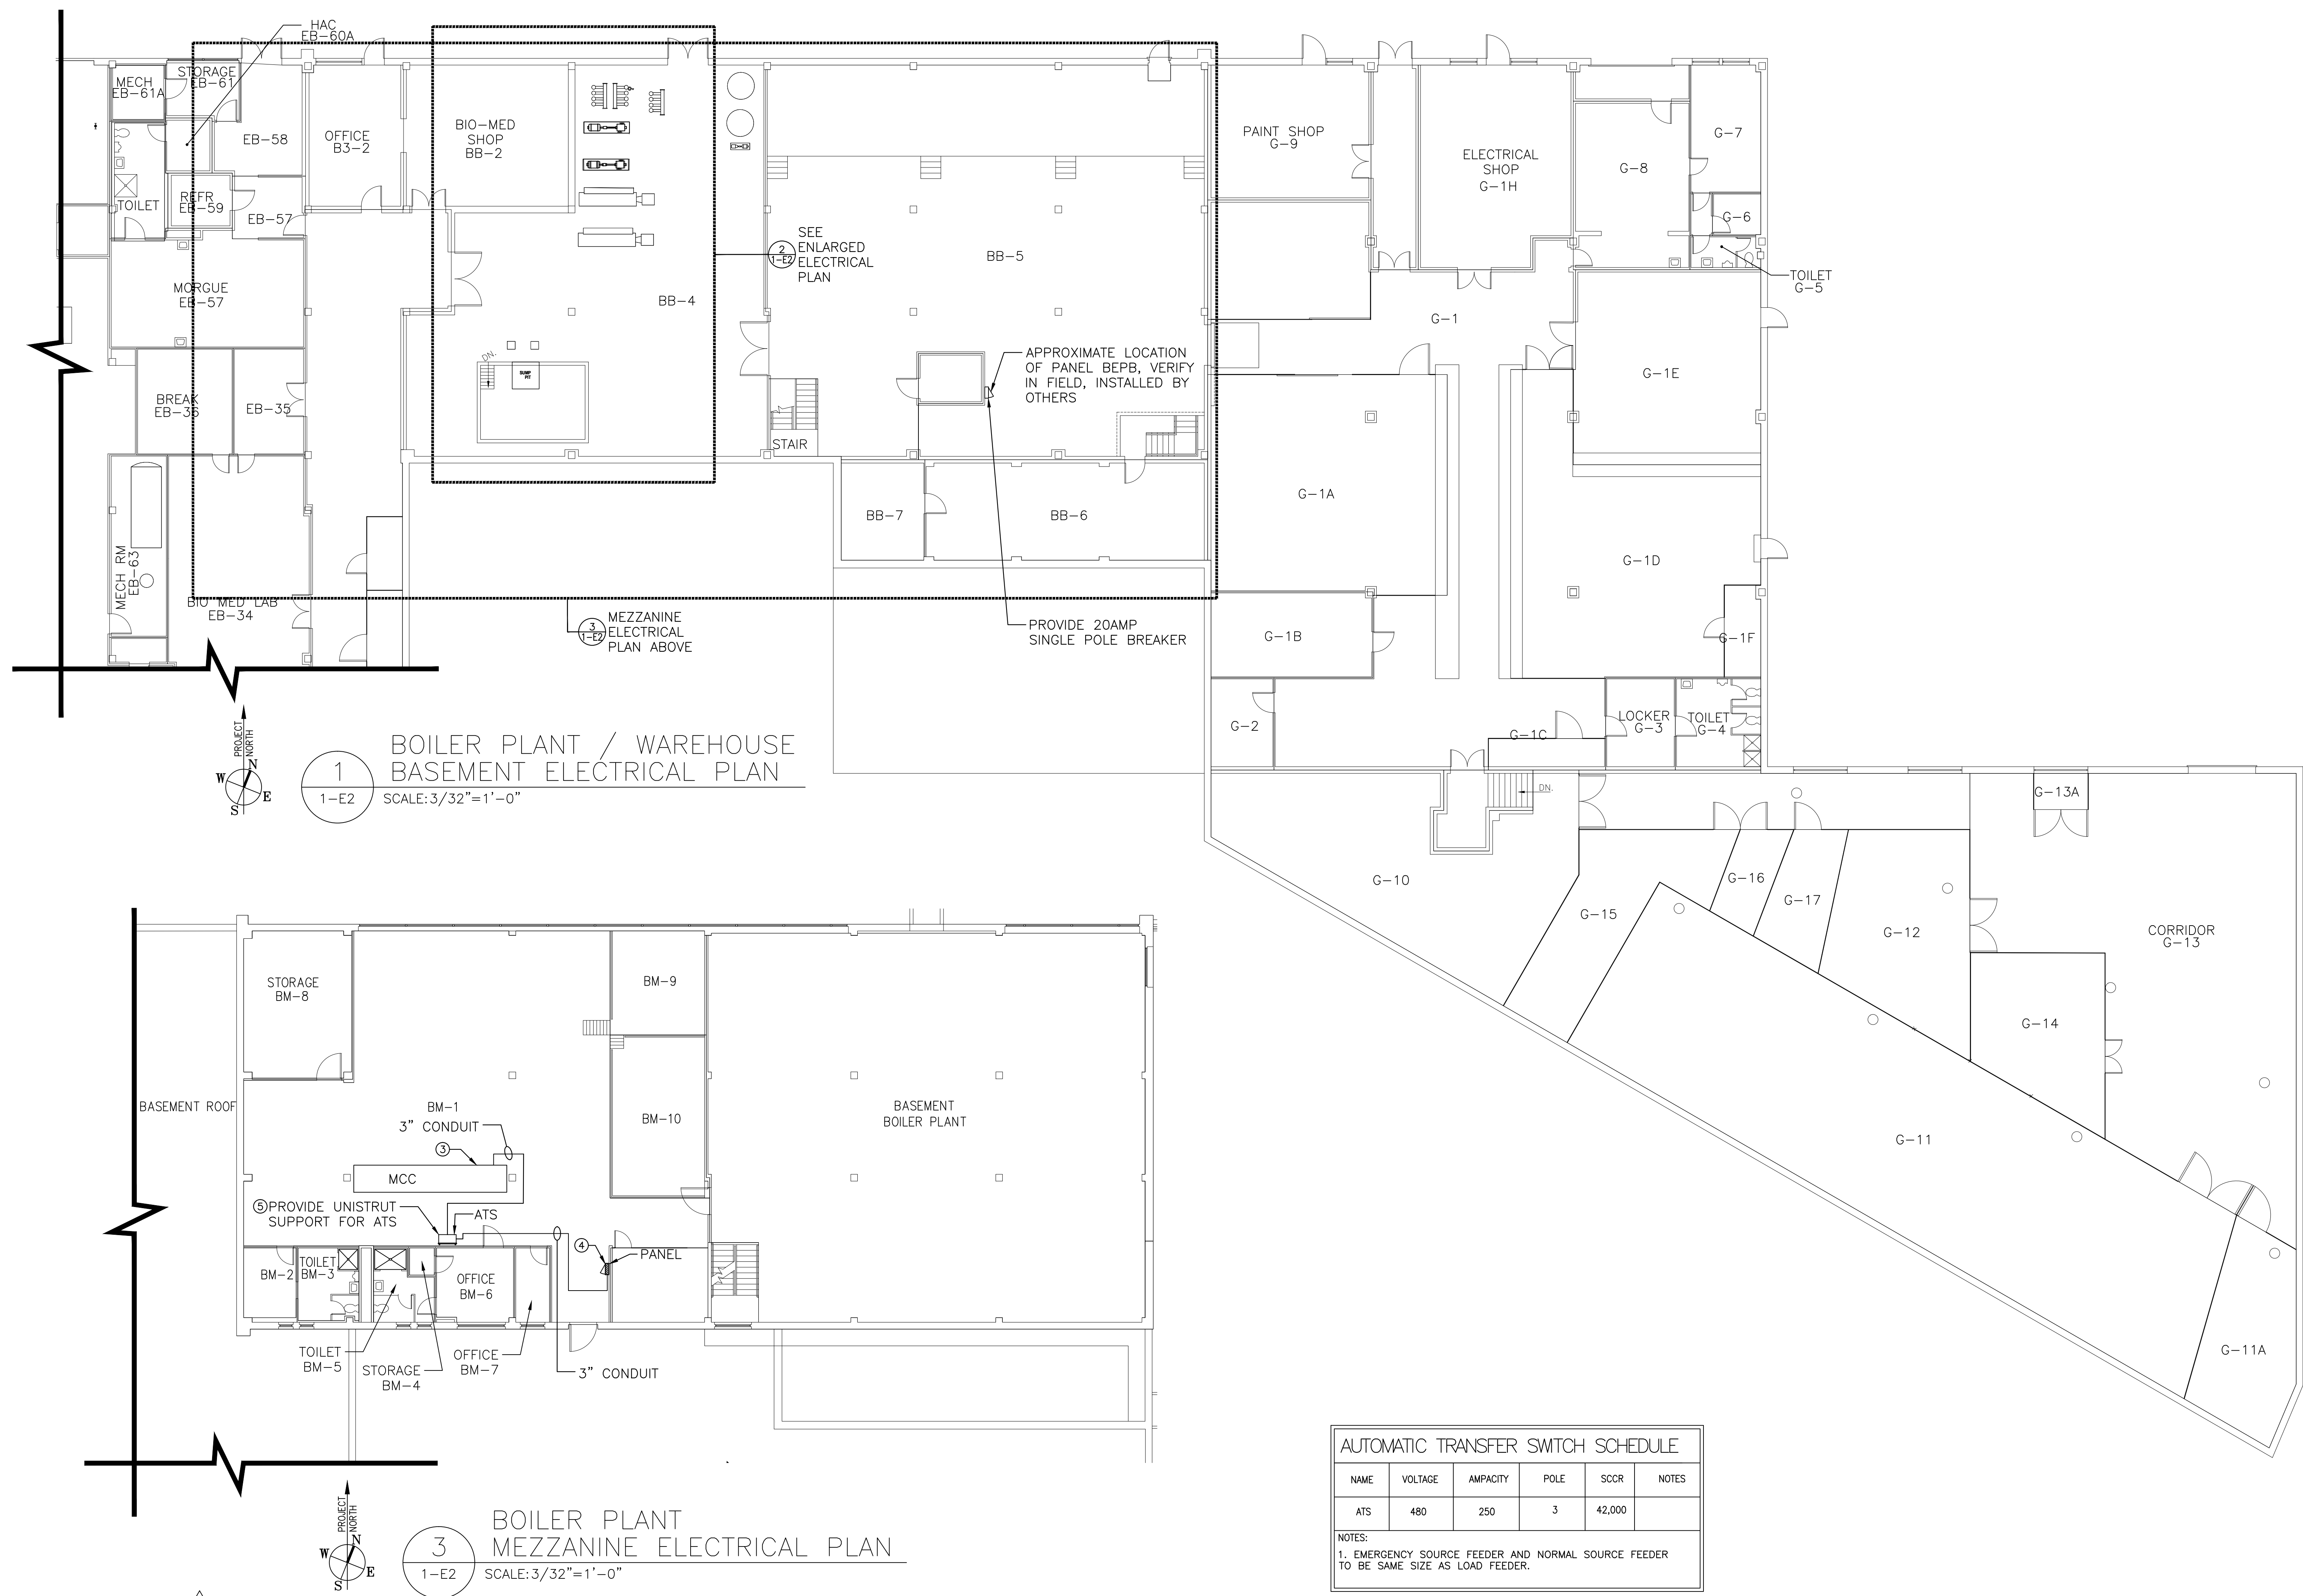 HAC
EB-60A
MECH
EB-61A
STORAGE
EB-61
EB-58
OFFICE
B3-2
BIO-MED
SHOP
BB-2
TOILET
REFR
EB-59
EB-57
MORGUE
EB-57
BREAK
EB-36
EB-35
MECH RM
EB-63
BIO MED LAB
EB-34
BB-4
DN.
SUMP
PIT
2
1-E2
SEE
ENLARGED
ELECTRICAL
PLAN
BB-5
APPROXIMATE LOCATION
OF PANEL BEPB, VERIFY
IN FIELD, INSTALLED BY
OTHERS
STAIR
BB-7
BB-6
3
1-E2
MEZZANINE
ELECTRICAL
PLAN ABOVE
PROVIDE 20AMP
SINGLE POLE BREAKER
PAINT SHOP
G-9
ELECTRICAL
SHOP
G-1H
G-8
G-7
G-6
TOILET
G-5
G-1
G-1E
G-1A
G-1D
G-1B
G-1F
G-2
G-1C
LOCKER
G-3
TOILET
G-4
DN.
G-13A
G-10
G-15
G-16
G-17
G-12
CORRIDOR
G-13
G-14
G-11
G-11A
PROJECT
NORTH
N
W
E
S
1
1-E2
BOILER PLANT / WAREHOUSE
BASEMENT ELECTRICAL PLAN
SCALE:3/32"=1'-0"
BASEMENT ROOF
STORAGE
BM-8
BM-9
BM-1
3" CONDUIT
3
MCC
BM-10
BASEMENT
BOILER PLANT
5 PROVIDE UNISTRUT
SUPPORT FOR ATS
ATS
4
PANEL
BM-2
TOILET
BM-3
OFFICE
BM-6
TOILET
BM-5
STORAGE
BM-4
OFFICE
BM-7
3" CONDUIT
PROJECT
NORTH
N
W
E
S
3
1-E2
BOILER PLANT
MEZZANINE ELECTRICAL PLAN
SCALE:3/32"=1'-0"
AUTOMATIC TRANSFER SWITCH SCHEDULE
NAME VOLTAGE AMPACITY POLE SCCR NOTES
ATS 480 250 3 42,000
NOTES:
1. EMERGENCY SOURCE FEEDER AND NORMAL SOURCE FEEDER
TO BE SAME SIZE AS LOAD FEEDER.